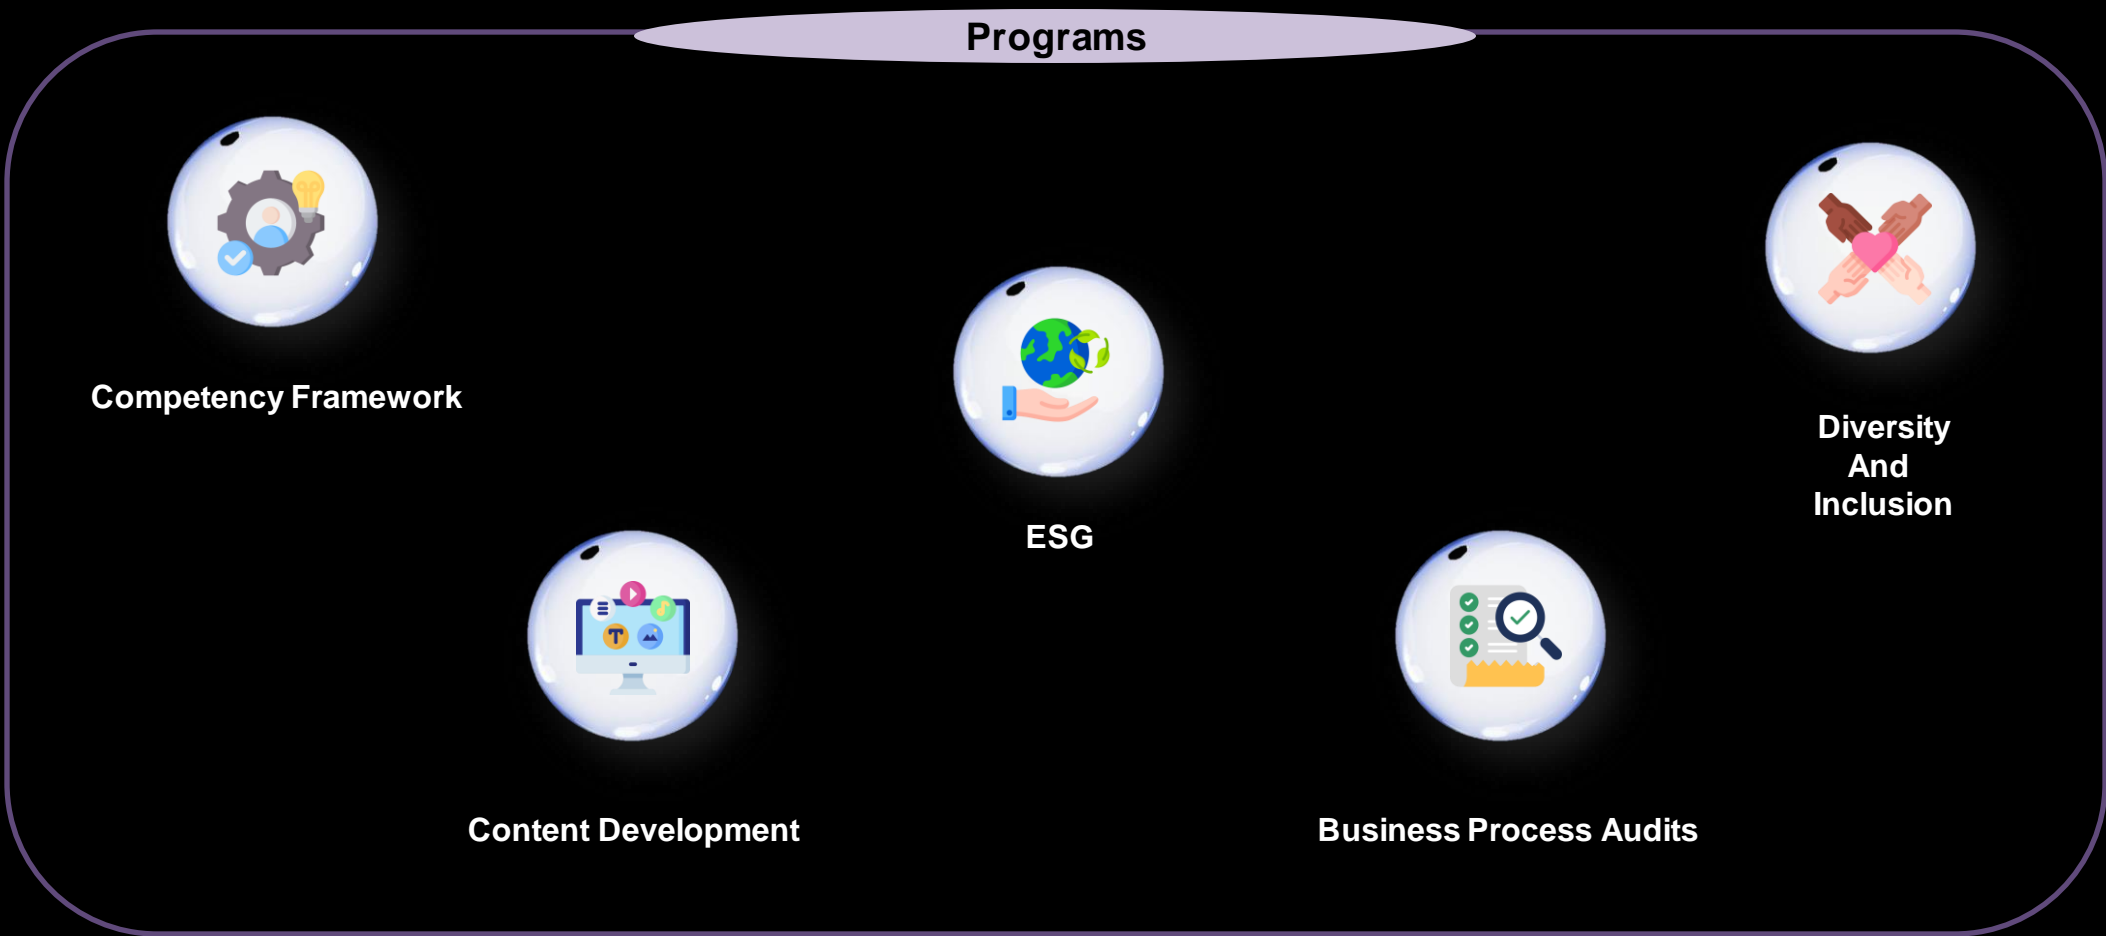 Programs
Competency Framework
ESG
Diversity
And
Inclusion
T
Content Development
Business Process Audits